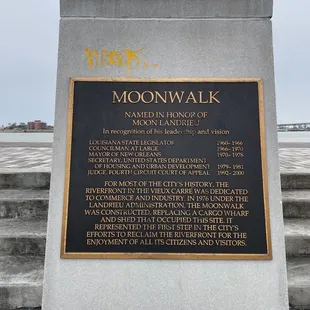 MOONWALK
NAMED IN HONOR OF
MOON LANDRIEU
In recognition of his leadership and vision
LOUISIANA STATE LEGISLATOR 1960-1966
COUNCILMAN AT LARGE 1966-1970
MAYOR OF NEW ORLEANS 1970-1978
SECRETARY, UNITED STATES DEPARTMENT
OF HOUSING AND URBAN DEVELOPMENT 1979-1981
JUDGE, FOURTH CIRCUIT COURT OF APPEAL 1992-2000
FOR MOST OF THE CITY'S HISTORY, THE
RIVERFRONT IN THE VIEUX CARRE WAS DEDICATED
TO COMMERCE AND INDUSTRY. IN 1976 UNDER THE
LANDRIEU ADMINISTRATION, THE MOONWALK
WAS CONSTRUCTED, REPLACING A CARGO WHARF
AND SHED THAT OCCUPIED THIS SITE. IT
REPRESENTED THE FIRST STEP IN THE CITY'S
EFFORTS TO RECLAIM THE RIVERFRONT FOR THE
ENJOYMENT OF ALL ITS CITIZENS AND VISITORS.